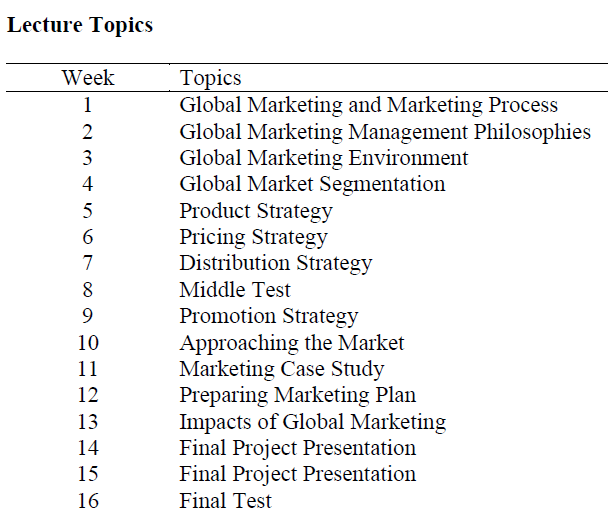 Lecture Topics
Week Topics
1 Global Marketing and Marketing Process
2 Global Marketing Management Philosophies
3 Global Marketing Environment
4 Global Market Segmentation
5 Product Strategy
6 Pricing Strategy
7 Distribution Strategy
8 Middle Test
9 Promotion Strategy
10 Approaching the Market
11 Marketing Case Study
12 Preparing Marketing Plan
13 Impacts of Global Marketing
14 Final Project Presentation
15 Final Project Presentation
16 Final Test